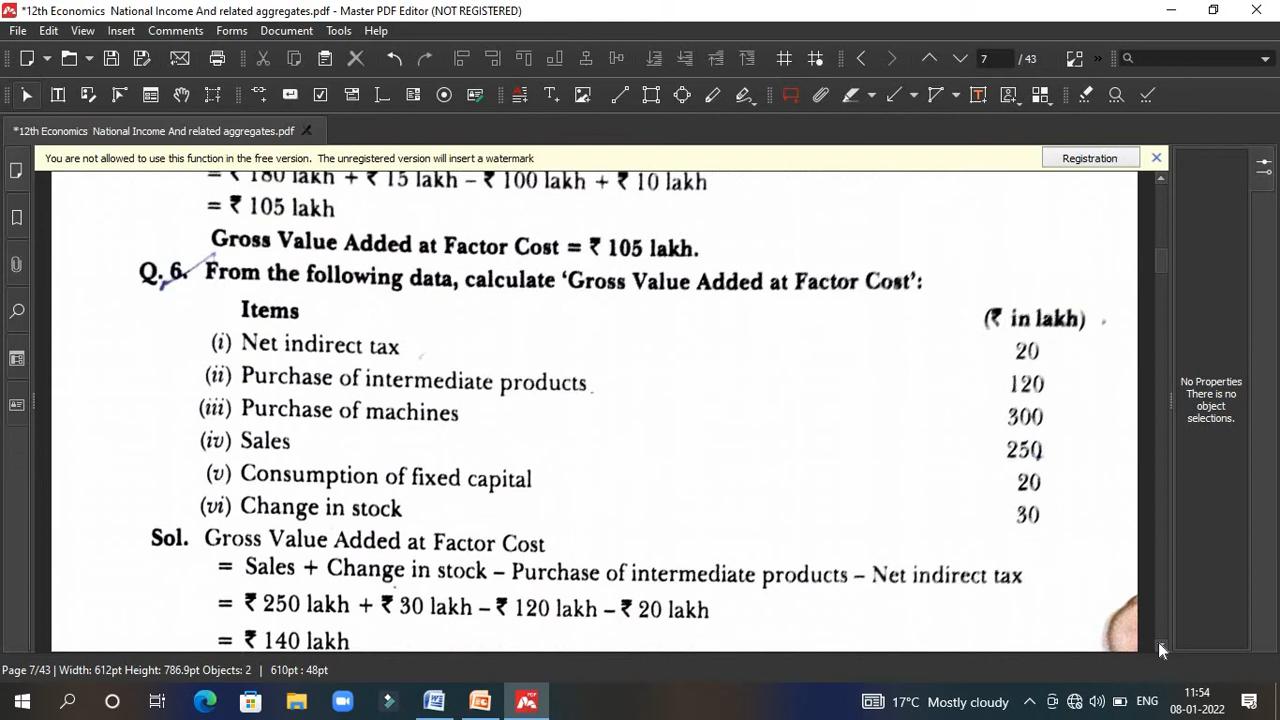 *12th Economics  National Income And related aggregates.pdf - Master PDF Editor (NOT REGISTERED)
File Edit View Insert Comments Forms Document Tools Help
7 / 43
*12th Economics  National Income And related aggregates.pdf
You are not allowed to use this function in the free version.  The unregistered version will insert a watermark
Registration
= ₹ 180 lakh + ₹ 15 lakh – ₹ 100 lakh + ₹ 10 lakh
= ₹ 105 lakh
Gross Value Added at Factor Cost = ₹ 105 lakh.
Q. 6. From the following data, calculate ‘Gross Value Added at Factor Cost’:
Items (₹ in lakh)
(i) Net indirect tax 20
(ii) Purchase of intermediate products 120
(iii) Purchase of machines 300
(iv) Sales 250
(v) Consumption of fixed capital 20
(vi) Change in stock 30
Sol. Gross Value Added at Factor Cost
= Sales + Change in stock – Purchase of intermediate products – Net indirect tax
= ₹ 250 lakh + ₹ 30 lakh – ₹ 120 lakh – ₹ 20 lakh
= ₹ 140 lakh
No Properties
There is no
object
selections.
Page 7/43 | Width: 612pt Height: 786.9pt Objects: 2 | 610pt : 48pt
17°C Mostly cloudy
ENG
11:54
08-01-2022